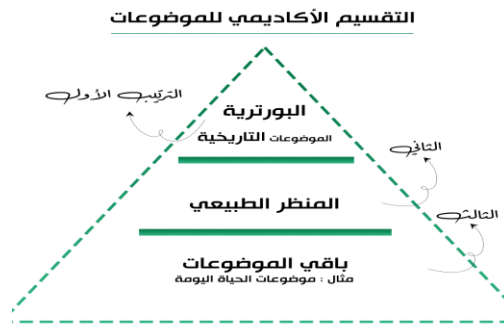 التقسيم الأكاديمي للموضوعات
الترتيب الأول
البورترية
الموضوعات التاريخية
الثاني
المنظر الطبيعي
الثالث
باقي الموضوعات
مثال : موضوعات الحياة اليومة